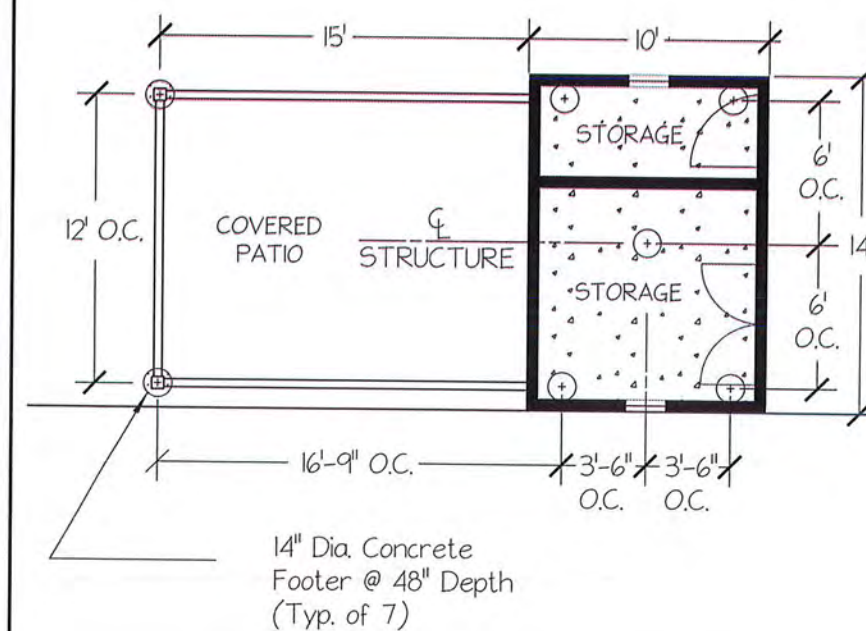 15'
10'
STORAGE
6'
O.C.
12' O.C.
COVERED
PATIO
℄
STRUCTURE
14
STORAGE
6'
O.C.
16'-9" O.C.
3'-6"
O.C.
3'-6"
O.C.
14" Dia. Concrete
Footer @ 48" Depth
(Typ. of 7)